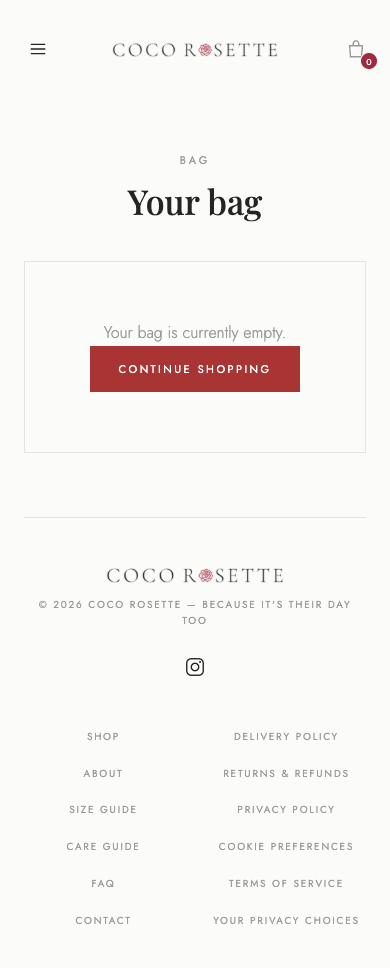 COCO ROSETTE
0
BAG
Your bag
Your bag is currently empty.
CONTINUE SHOPPING
COCO ROSETTE
© 2026 COCO ROSETTE — BECAUSE IT'S THEIR DAY
TOO
SHOP
DELIVERY POLICY
ABOUT
RETURNS & REFUNDS
SIZE GUIDE
PRIVACY POLICY
CARE GUIDE
COOKIE PREFERENCES
FAQ
TERMS OF SERVICE
CONTACT
YOUR PRIVACY CHOICES